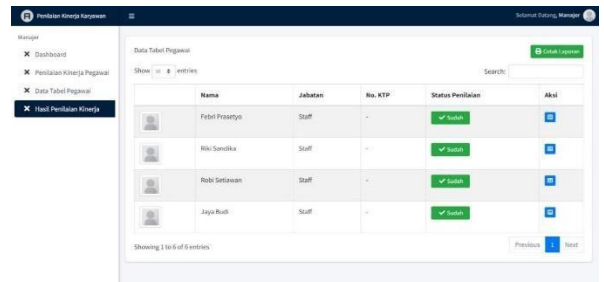 Penilaian Kinerja Karyawan
Selamat Datang, Manajer
Manajer
Dashboard
Penilaian Kinerja Pegawai
Data Tabel Pegawai
Hasil Penilaian Kinerja
Data Tabel Pegawai
Cetak Laporan
Show 10 entries
Search:
Nama Jabatan No. KTP Status Penilaian Aksi
Febri Prasetyo Staff - Sudah
Riki Sandika Staff - Sudah
Robi Setiawan Staff - Sudah
Jaya Budi Staff - Sudah
Showing 1 to 6 of 6 entries
Previous 1 Next